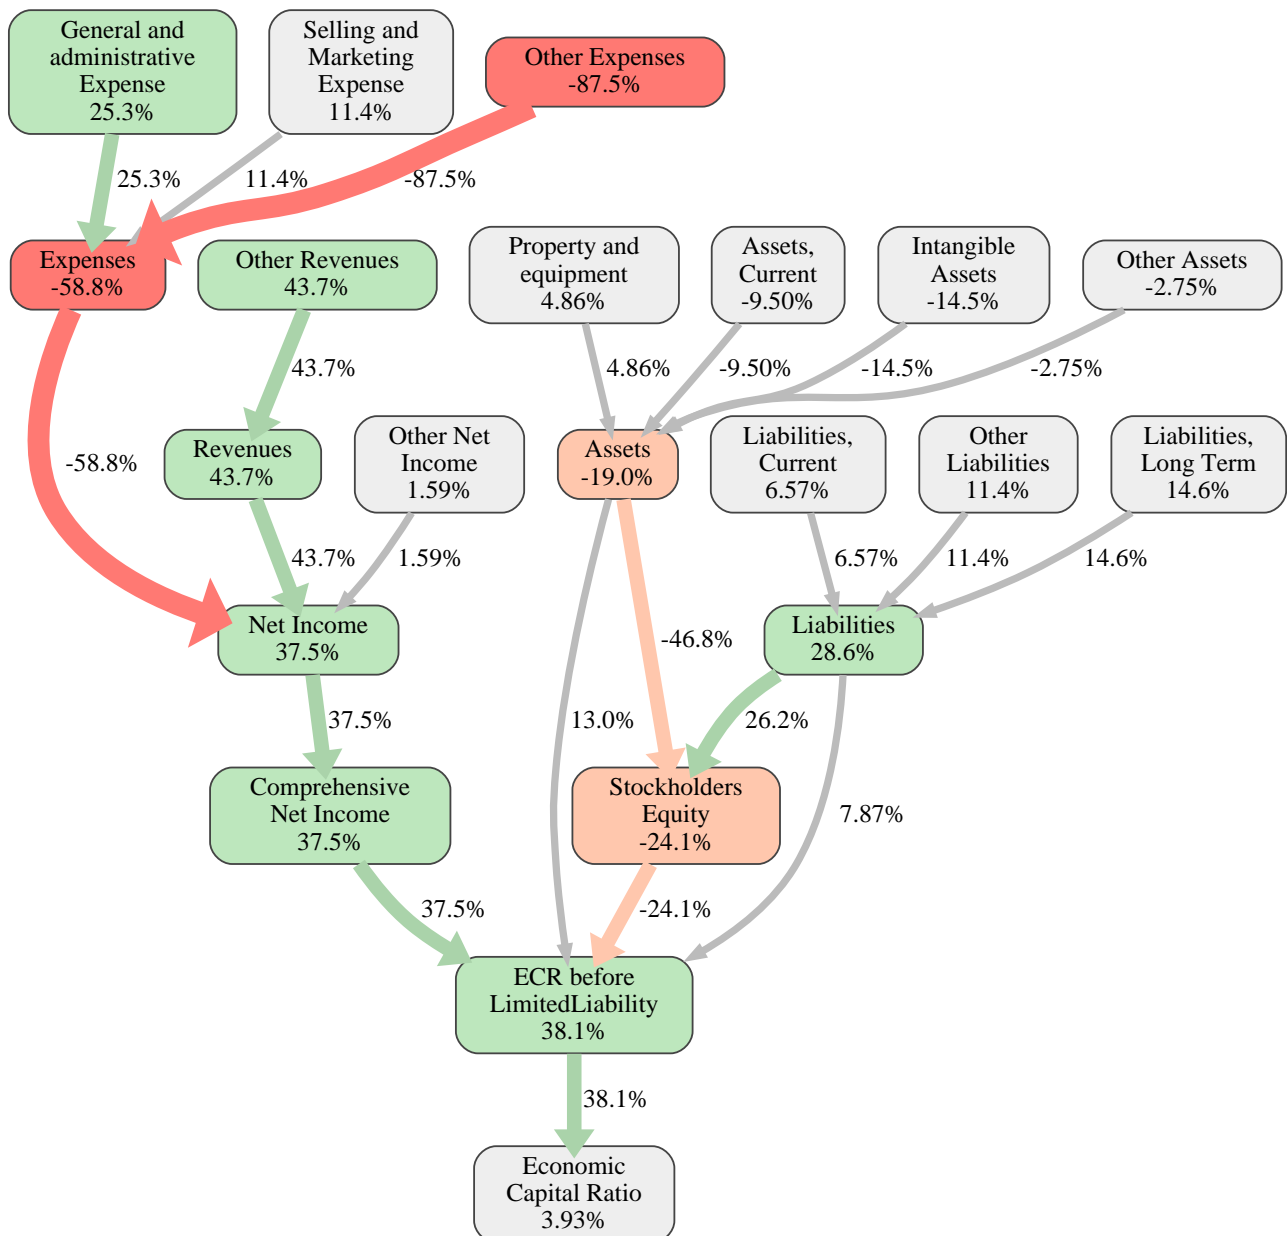 General and
administrative
Expense
25.3%
Selling and
Marketing
Expense
11.4%
Other Expenses
-87.5%
25.3%
11.4%
-87.5%
Expenses
-58.8%
Other Revenues
43.7%
Property and
equipment
4.86%
Assets,
Current
-9.50%
Intangible
Assets
-14.5%
Other Assets
-2.75%
43.7%
4.86%
-9.50%
-14.5%
-2.75%
-58.8%
Revenues
43.7%
Other Net
Income
1.59%
Assets
-19.0%
Liabilities,
Current
6.57%
Other
Liabilities
11.4%
Liabilities,
Long Term
14.6%
43.7%
1.59%
6.57%
11.4%
14.6%
Net Income
37.5%
-46.8%
Liabilities
28.6%
37.5%
13.0%
26.2%
Comprehensive
Net Income
37.5%
Stockholders
Equity
-24.1%
7.87%
37.5%
-24.1%
ECR before
LimitedLiability
38.1%
38.1%
Economic
Capital Ratio
3.93%